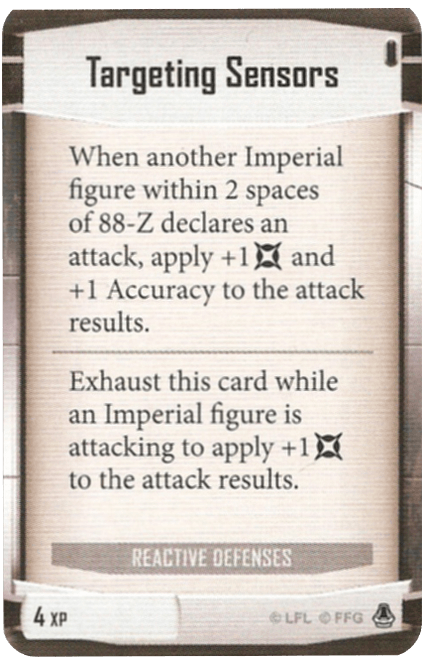 Targeting Sensors
When another Imperial
figure within 2 spaces
of 88-Z declares an
attack, apply +1 and
+1 Accuracy to the attack
results.
Exhaust this card while
an Imperial figure is
attacking to apply +1
to the attack results.
REACTIVE DEFENSES
4 XP
© LFL © FFG